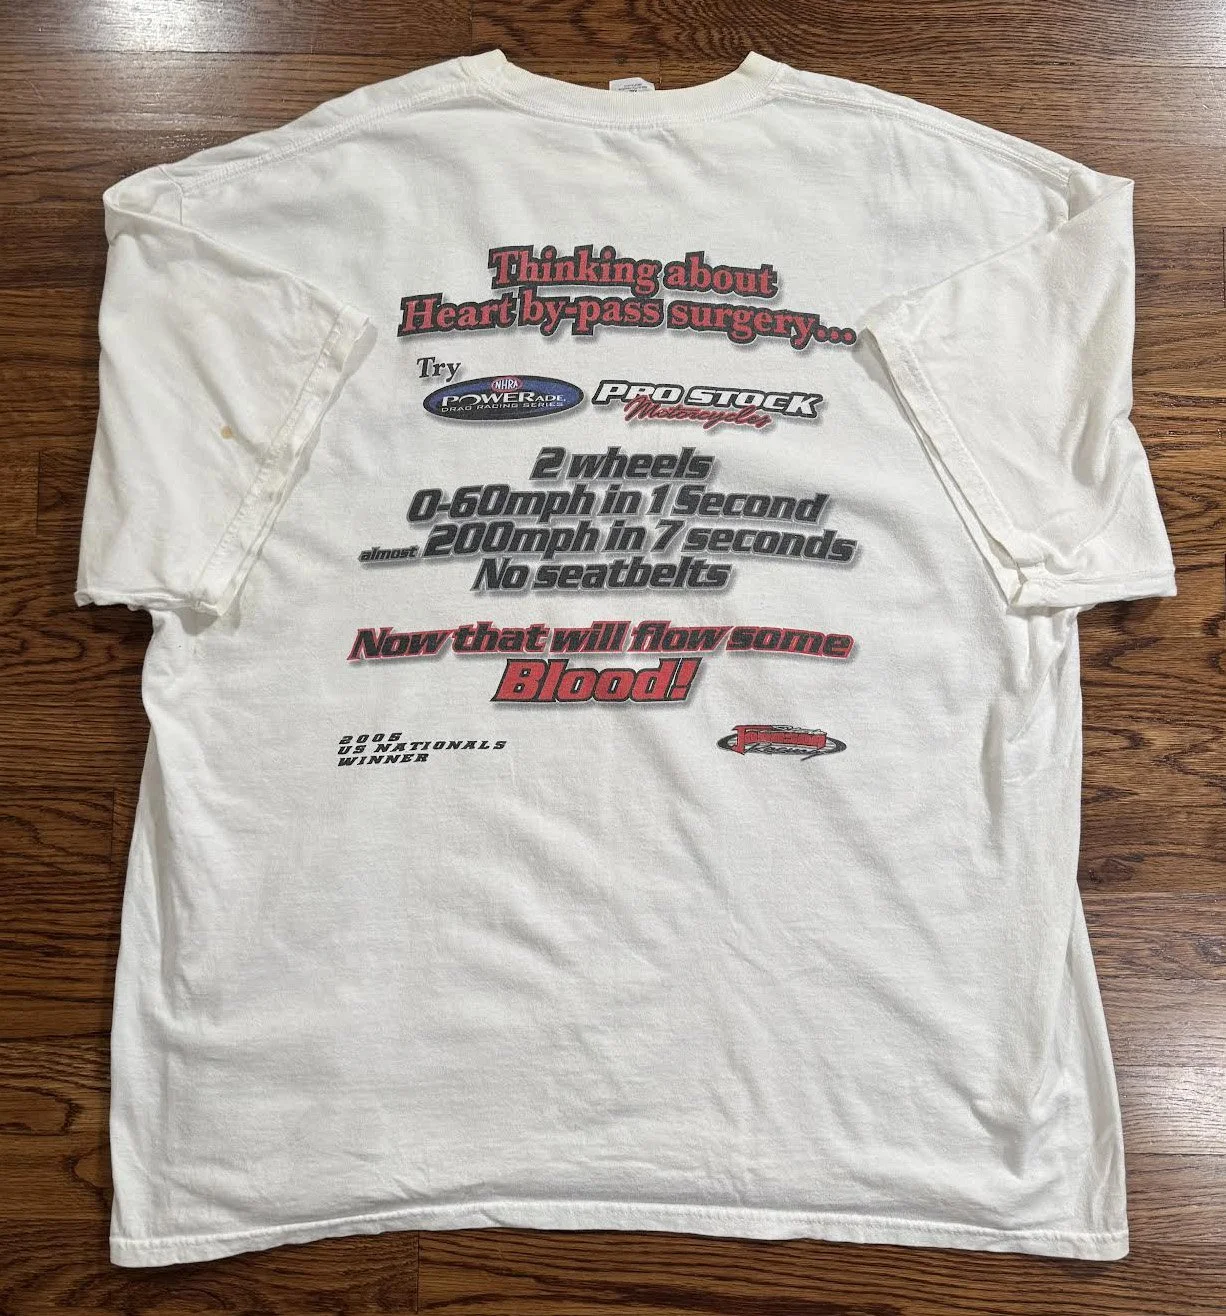 Thinking about
Heart by-pass surgery...
Try
NHRA
POWERADE
DRAG RACING SERIES
PRO STOCK
Motorcycles
2 wheels
0-60mph in 1 Second
almost 200mph in 7 seconds
No seatbelts
Now that will flow some
Blood!
2005
US NATIONALS
WINNER
Racing